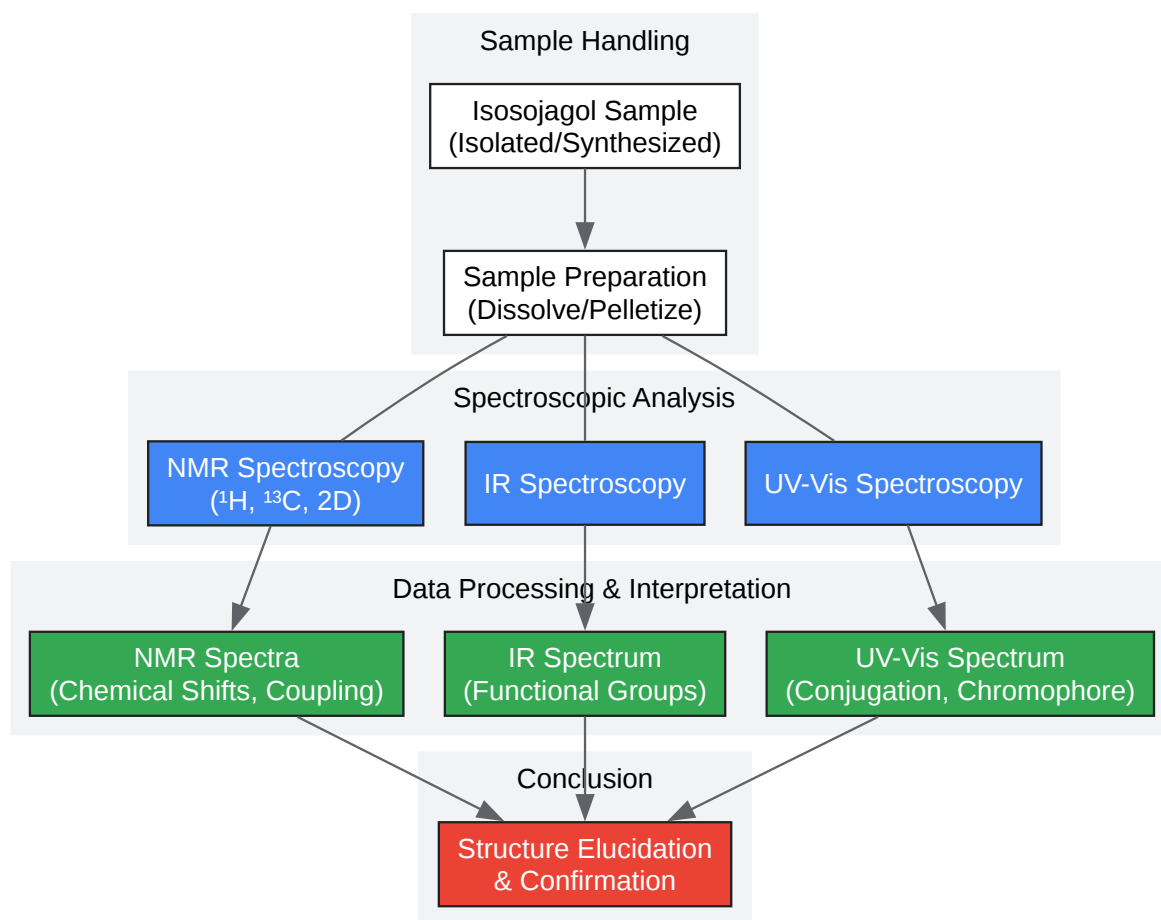 Sample Handling
Isosojagol Sample
(Isolated/Synthesized)
Sample Preparation
(Dissolve/Pelletize)
Spectroscopic Analysis
NMR Spectroscopy
(¹H, ¹³C, 2D)
IR Spectroscopy
UV-Vis Spectroscopy
Data Processing & Interpretation
NMR Spectra
(Chemical Shifts, Coupling)
IR Spectrum
(Functional Groups)
UV-Vis Spectrum
(Conjugation, Chromophore)
Conclusion
Structure Elucidation
& Confirmation